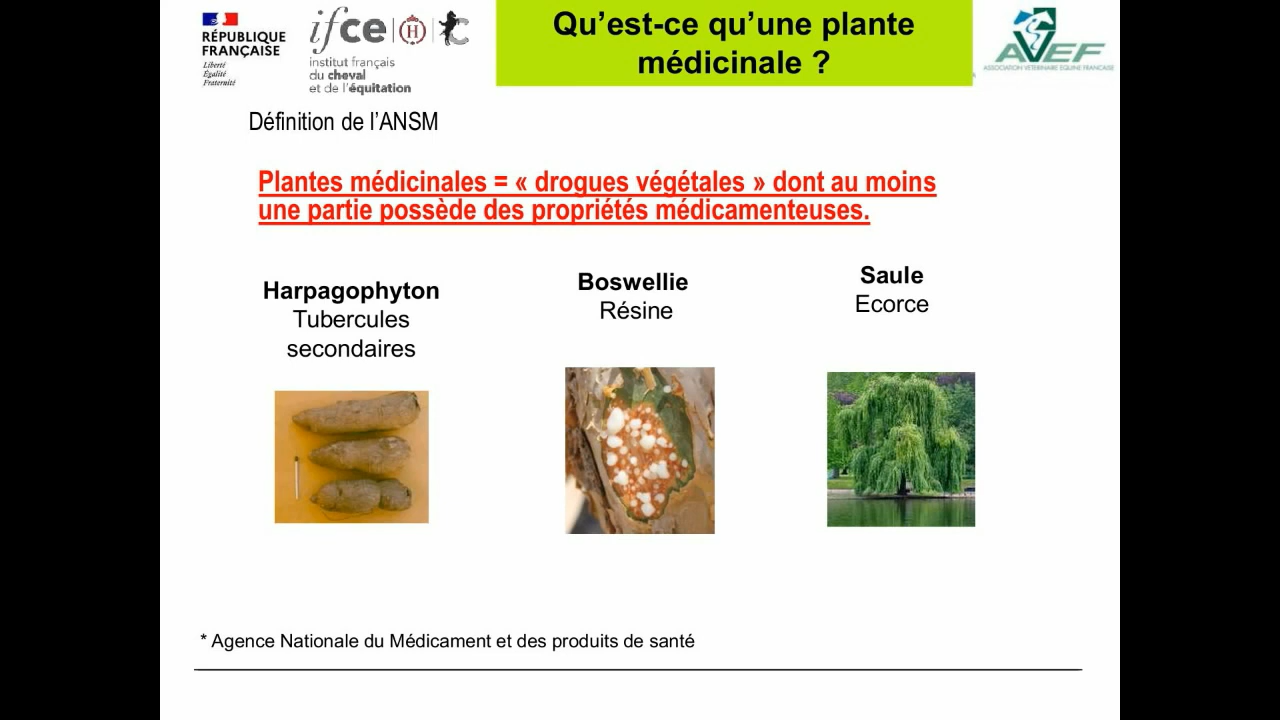 RÉPUBLIQUE
FRANÇAISE
Liberté
Égalité
Fraternité
ifce
H
institut français
du cheval
et de l'équitation
Qu’est-ce qu’une plante
médicinale ?
AVEF
ASSOCIATION VETERINAIRE EQUINE FRANÇAISE
Définition de l’ANSM
Plantes médicinales = « drogues végétales » dont au moins
une partie possède des propriétés médicamenteuses.
Harpagophyton
Tubercules
secondaires
Boswellie
Résine
Saule
Ecorce
* Agence Nationale du Médicament et des produits de santé